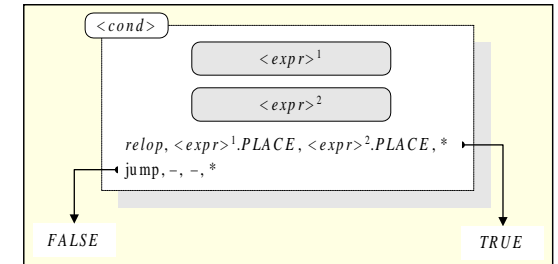 <cond>
<expr>¹
<expr>²
relop, <expr>¹.PLACE, <expr>².PLACE, *
jump, –, –, *
FALSE
TRUE